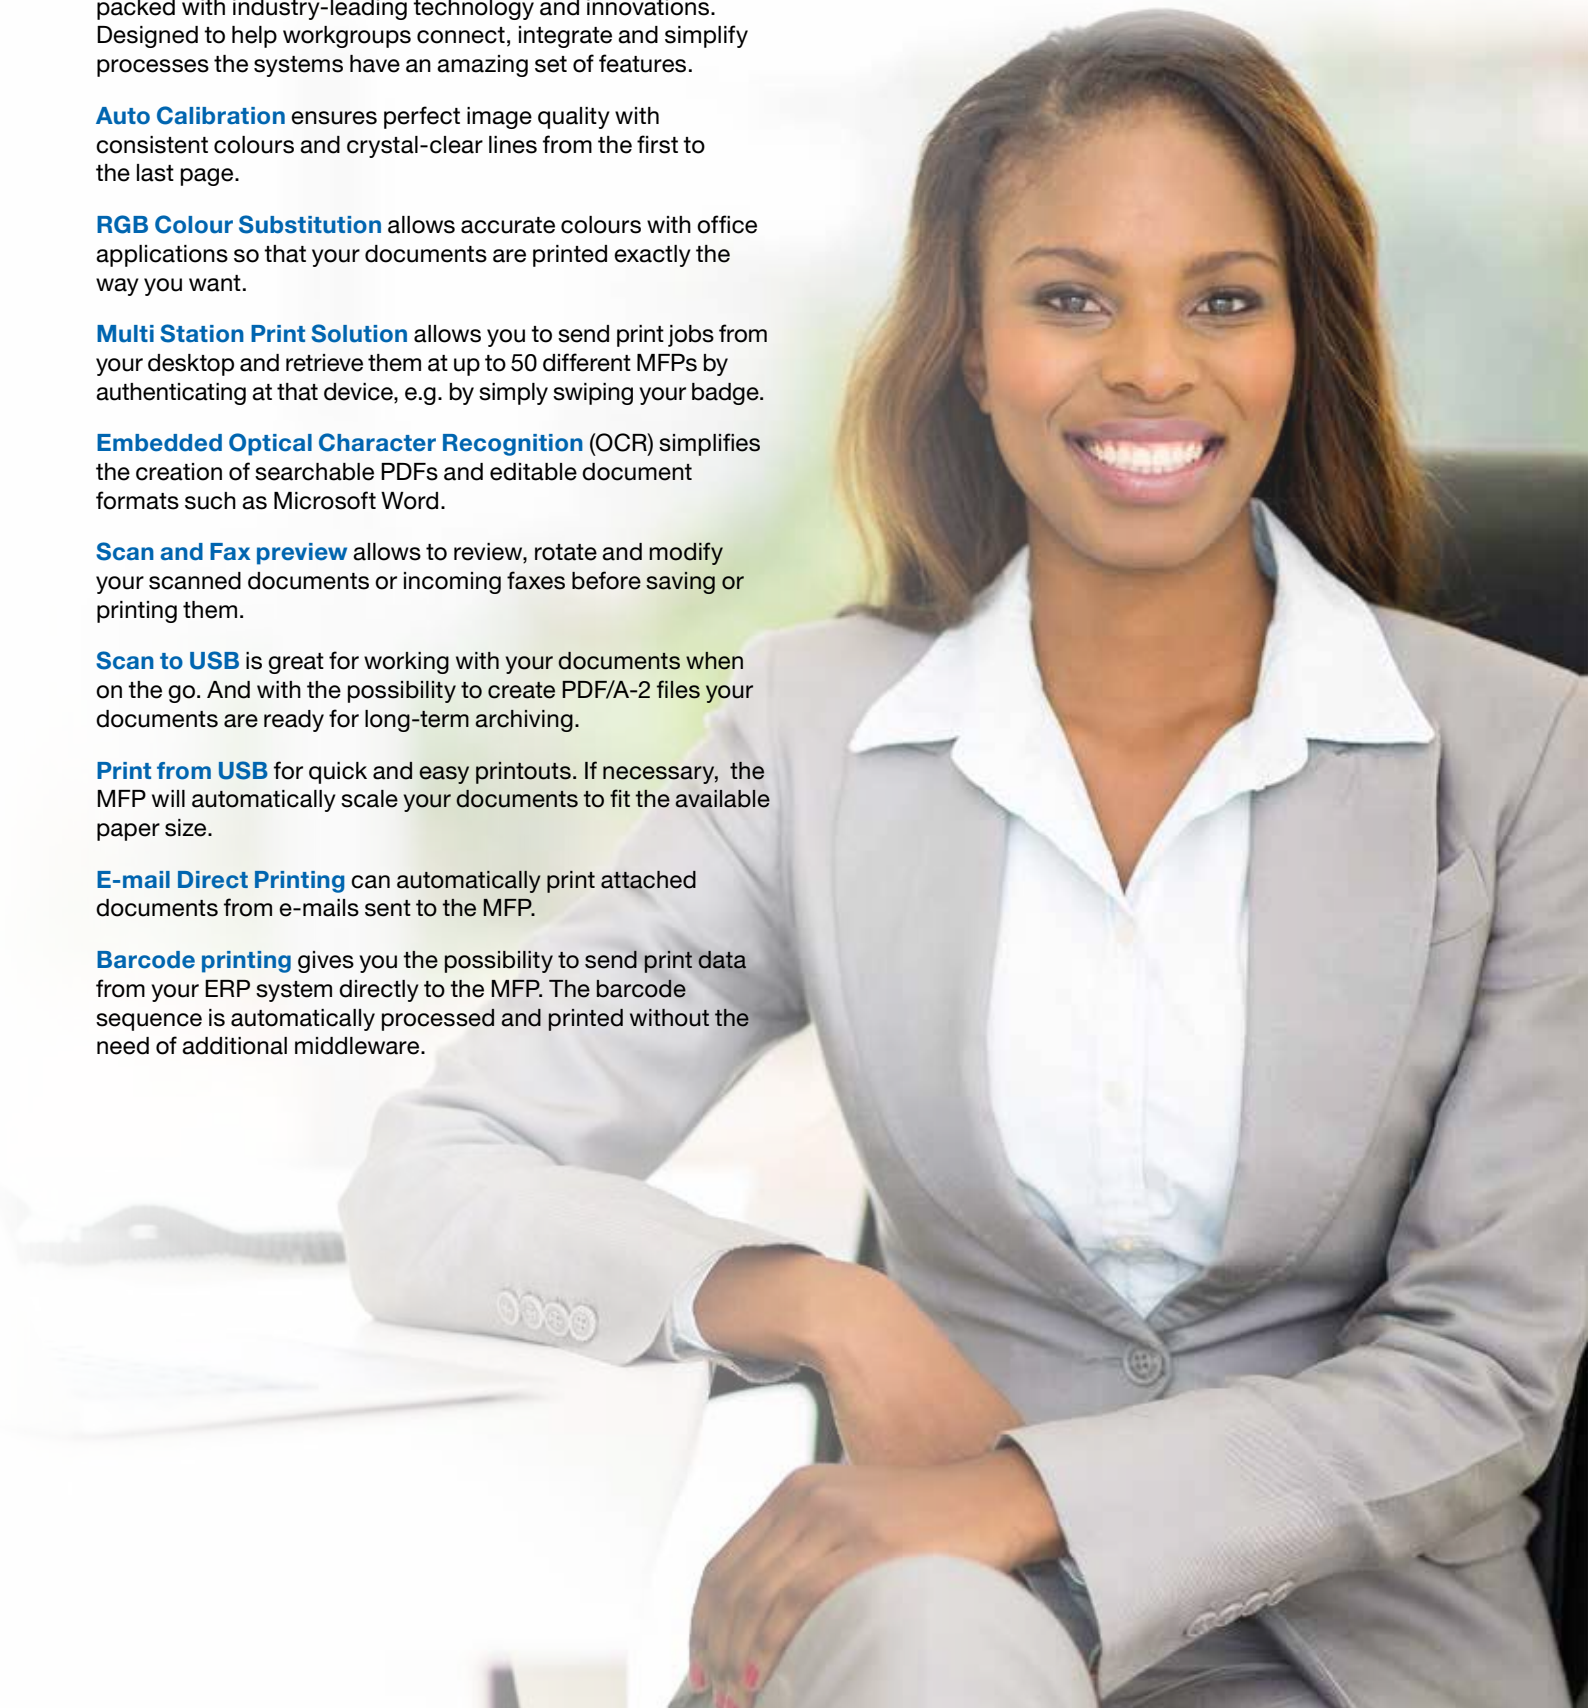 packed with industry-leading technology and innovations.
Designed to help workgroups connect, integrate and simplify
processes the systems have an amazing set of features.
Auto Calibration ensures perfect image quality with
consistent colours and crystal-clear lines from the first to
the last page.
RGB Colour Substitution allows accurate colours with office
applications so that your documents are printed exactly the
way you want.
Multi Station Print Solution allows you to send print jobs from
your desktop and retrieve them at up to 50 different MFPs by
authenticating at that device, e.g. by simply swiping your badge.
Embedded Optical Character Recognition (OCR) simplifies
the creation of searchable PDFs and editable document
formats such as Microsoft Word.
Scan and Fax preview allows to review, rotate and modify
your scanned documents or incoming faxes before saving or
printing them.
Scan to USB is great for working with your documents when
on the go. And with the possibility to create PDF/A-2 files your
documents are ready for long-term archiving.
Print from USB for quick and easy printouts. If necessary,  the
MFP will automatically scale your documents to fit the available
paper size.
E-mail Direct Printing can automatically print attached
documents from e-mails sent to the MFP.
Barcode printing gives you the possibility to send print data
from your ERP system directly to the MFP. The barcode
sequence is automatically processed and printed without the
need of additional middleware.